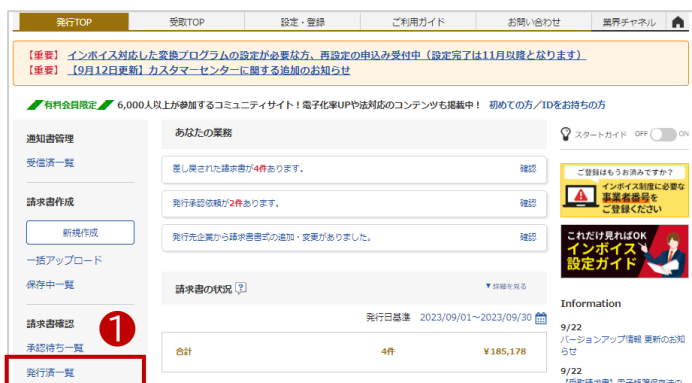 発行TOP
受取TOP
設定・登録
ご利用ガイド
お問い合わせ
業界チャネル
【重要】 インボイス対応した変換プログラムの設定が必要な方、再設定の申込み受付中（設定完了は11月以降となります）
【重要】 【9月12日更新】カスタマーセンターに関する追加のお知らせ
有料会員限定 6,000人以上が参加するコミュニティサイト！電子化率UPや法対応のコンテンツも掲載中！ 初めての方／IDをお持ちの方
通知書管理
受信済一覧
請求書作成
新規作成
一括アップロード
保存中一覧
請求書確認
1
承認待ち一覧
発行済一覧
あなたの業務
差し戻された請求書が4件あります。 確認
発行承認依頼が2件あります。 確認
発行先企業から請求書書式の追加・変更がありました。 確認
請求書の状況 ?
▼詳細を見る
発行日基準 2023/09/01～2023/09/30
合計 4件 ¥185,178
スタートガイド OFF ON
ご登録はもうお済みですか？
インボイス制度に必要な
事業者番号を
ご登録ください
これだけ見ればOK
インボイス
設定ガイド
Information
9/22
バージョンアップ情報 更新のお知
らせ
9/22